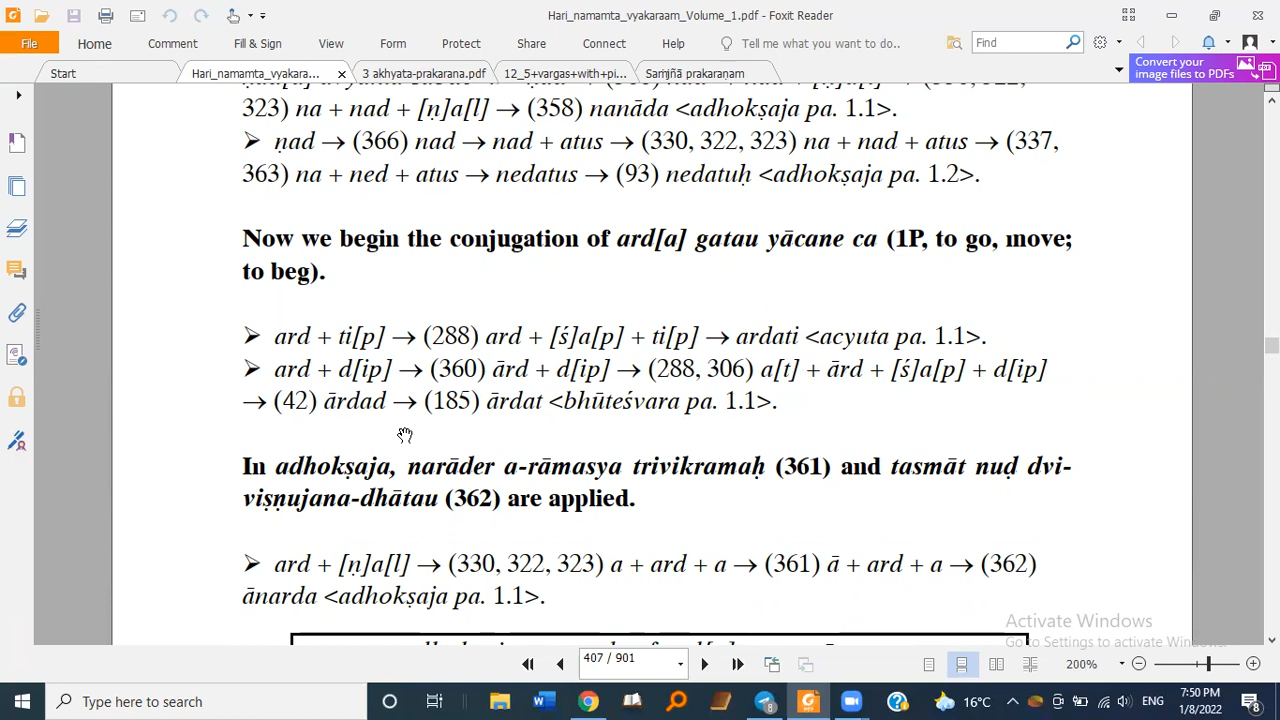 Hari_namamta_vyakaraam_Volume_1.pdf - Foxit Reader
File Home Comment Fill & Sign View Form Protect Share Connect Help Tell me what you want to do.. Find
Start Hari_namamta_vyakara... 3 akhyata-prakarana.pdf 12_5+vargas+with+pi... Saṁjñā prakaraṇam
Convert your
image files to PDFs
323) na + nad + [ṇ]a[l] → (358) nanāda <adhokṣaja pa. 1.1>.
➢ ṇad → (366) nad → nad + atus → (330, 322, 323) na + nad + atus → (337,
363) na + ned + atus → nedatus → (93) nedatuḥ <adhokṣaja pa. 1.2>.
Now we begin the conjugation of ard[a] gatau yācane ca (1P, to go, move;
to beg).
➢ ard + ti[p] → (288) ard + [ś]a[p] + ti[p] → ardati <acyuta pa. 1.1>.
➢ ard + d[ip] → (360) ārd + d[ip] → (288, 306) a[t] + ārd + [ś]a[p] + d[ip]
→ (42) ārdad → (185) ārdat <bhūteśvara pa. 1.1>.
In adhokṣaja, narāder a-rāmasya trivikramaḥ (361) and tasmāt nuḍ dvi-
viṣṇujana-dhātau (362) are applied.
➢ ard + [ṇ]a[l] → (330, 322, 323) a + ard + a → (361) ā + ard + a → (362)
ānarda <adhokṣaja pa. 1.1>.
Activate Windows
Go to Settings to activate Windows.
407 / 901 200%
Type here to search 16°C ENG 7:50 PM
1/8/2022 8